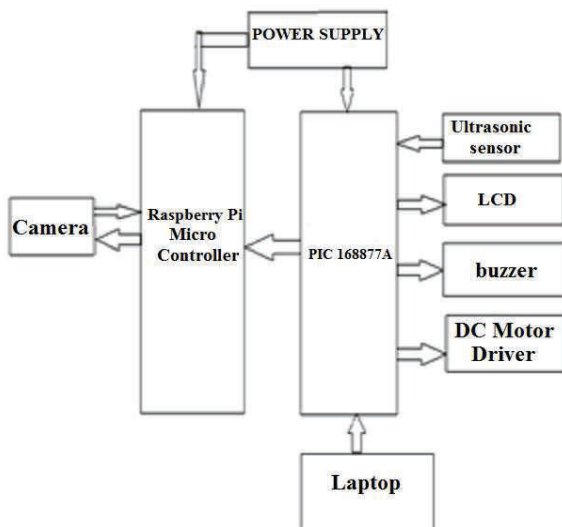 POWER SUPPLY
Ultrasonic
sensor
LCD
Camera
Raspberry Pi
Micro
Controller
PIC 168877A
buzzer
DC Motor
Driver
Laptop